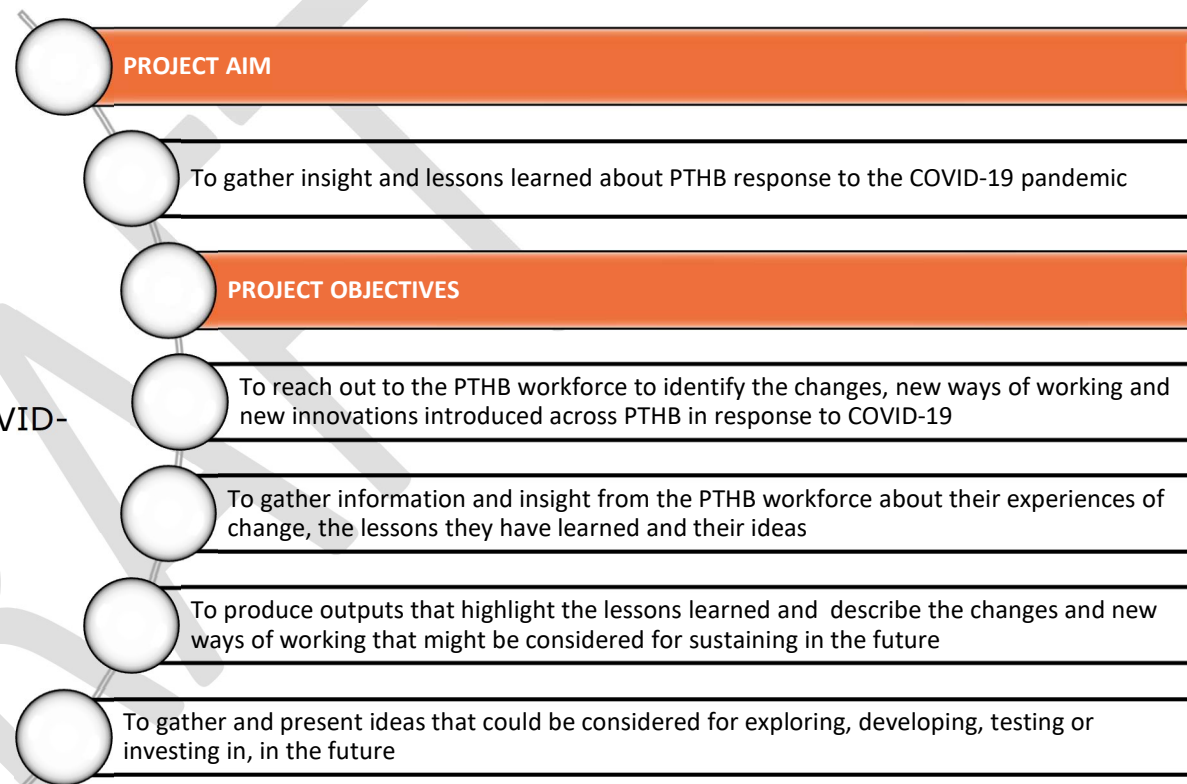 PROJECT AIM
To gather insight and lessons learned about PTHB response to the COVID-19 pandemic
PROJECT OBJECTIVES
To reach out to the PTHB workforce to identify the changes, new ways of working and
new innovations introduced across PTHB in response to COVID-19
VID-
To gather information and insight from the PTHB workforce about their experiences of
change, the lessons they have learned and their ideas
To produce outputs that highlight the lessons learned and  describe the changes and new
ways of working that might be considered for sustaining in the future
To gather and present ideas that could be considered for exploring, developing, testing or
investing in, in the future